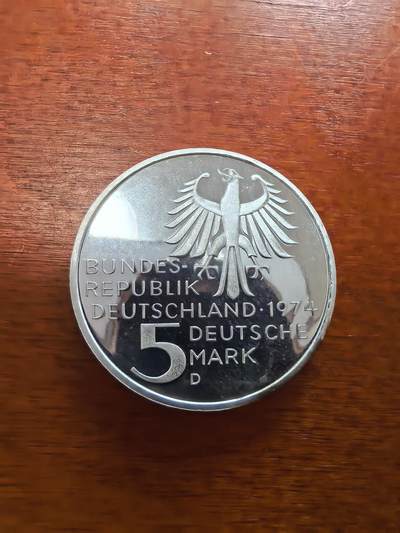 BUNDES-
REPUBLIK
DEUTSCHLAND · 1974
5 DEUTSCHE
MARK
D